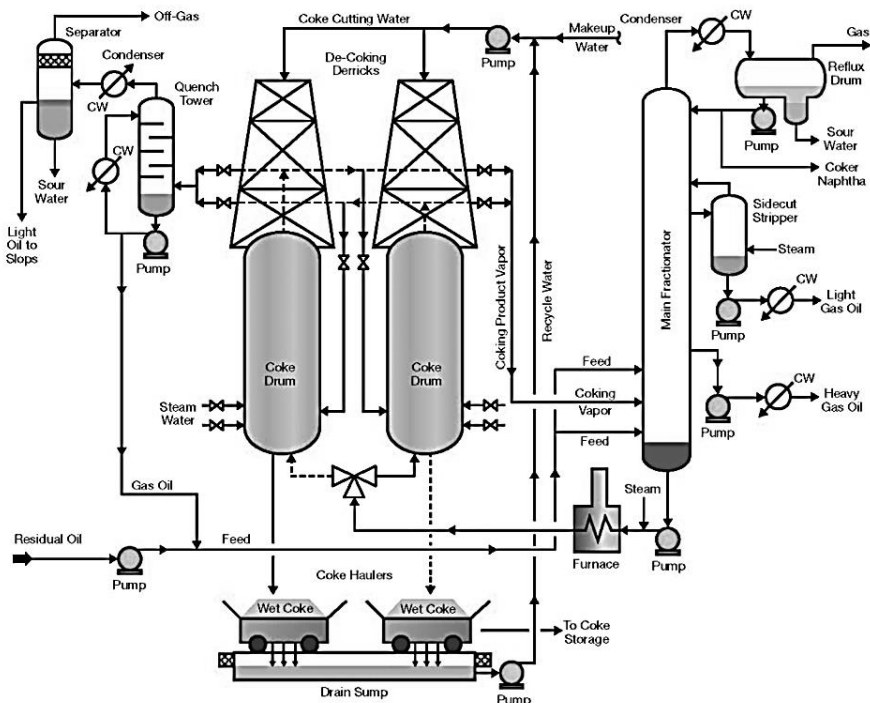 Off-Gas
Separator
Condenser
CW
Quench
Tower
CW
Sour
Water
Light
Oil to
Slops
Pump
Coke Cutting Water
De-Coking
Derricks
Pump
Makeup
Water
Condenser
CW
Gas
Reflux
Drum
Pump
Sour
Water
Coker
Naphtha
Sidecut
Stripper
Steam
CW
Light
Gas Oil
Pump
Main Fractionator
CW
Heavy
Gas Oil
Pump
Coking Product Vapor
Recycle Water
Coke
Drum
Coke
Drum
Steam
Water
Feed
Coking
Vapor
Feed
Gas Oil
Steam
Residual Oil
Pump
Feed
Furnace
Pump
Coke Haulers
Wet Coke
Wet Coke
To Coke
Storage
Drain Sump
Pump